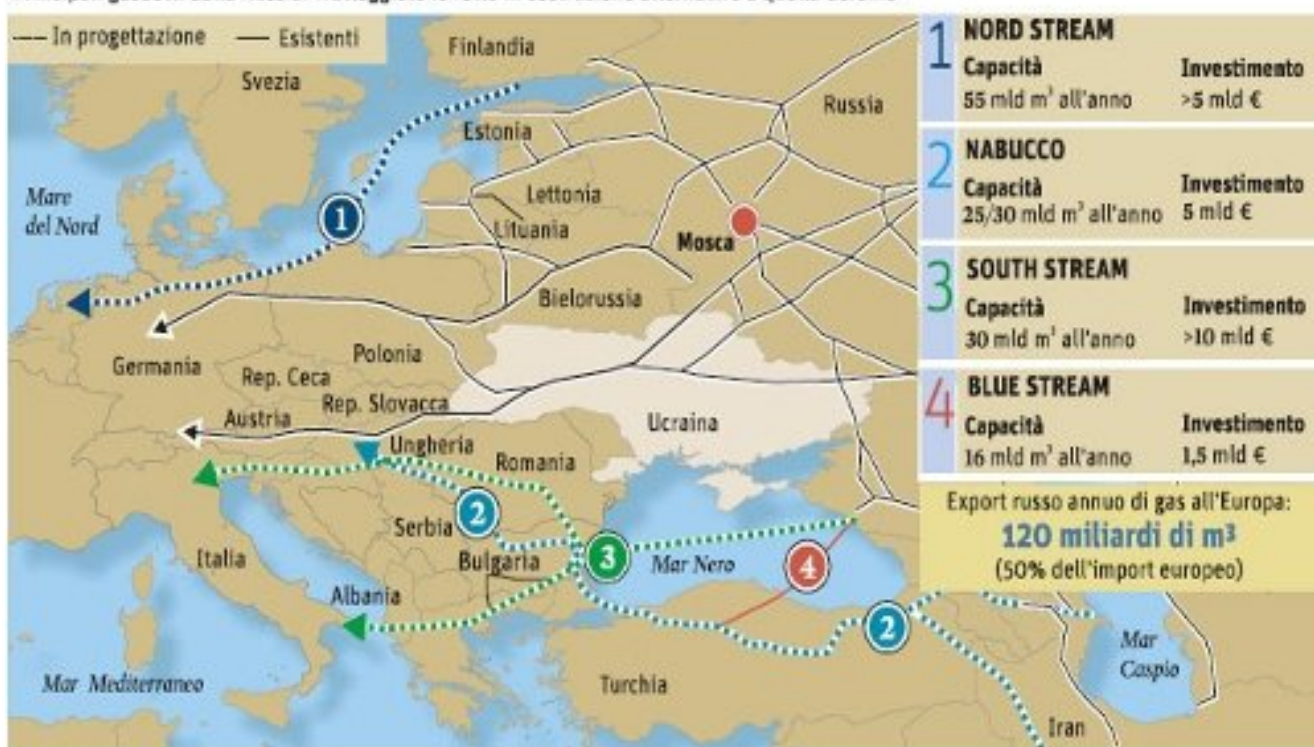 --- In progettazione — Esistenti
Finlandia
Svezia
Russia
Estonia
Mare
del Nord
Lettonia
Lituania
Mosca
Bielorussia
Germania
Polonia
Rep. Ceca
Rep. Slovacca
Austria
Ucraina
Ungheria
Romania
Serbia
Italia
Bulgaria
Mar Nero
Albania
Mar Mediterraneo
Turchia
Mar
Caspio
Iran
1
2
3
4
2
1 NORD STREAM
Capacità Investimento
55 mld m³ all'anno >5 mld €
2 NABUCCO
Capacità Investimento
25/30 mld m³ all'anno 5 mld €
3 SOUTH STREAM
Capacità Investimento
30 mld m³ all'anno >10 mld €
4 BLUE STREAM
Capacità Investimento
16 mld m³ all'anno 1,5 mld €
Export russo annuo di gas all'Europa:
120 miliardi di m³
(50% dell'import europeo)